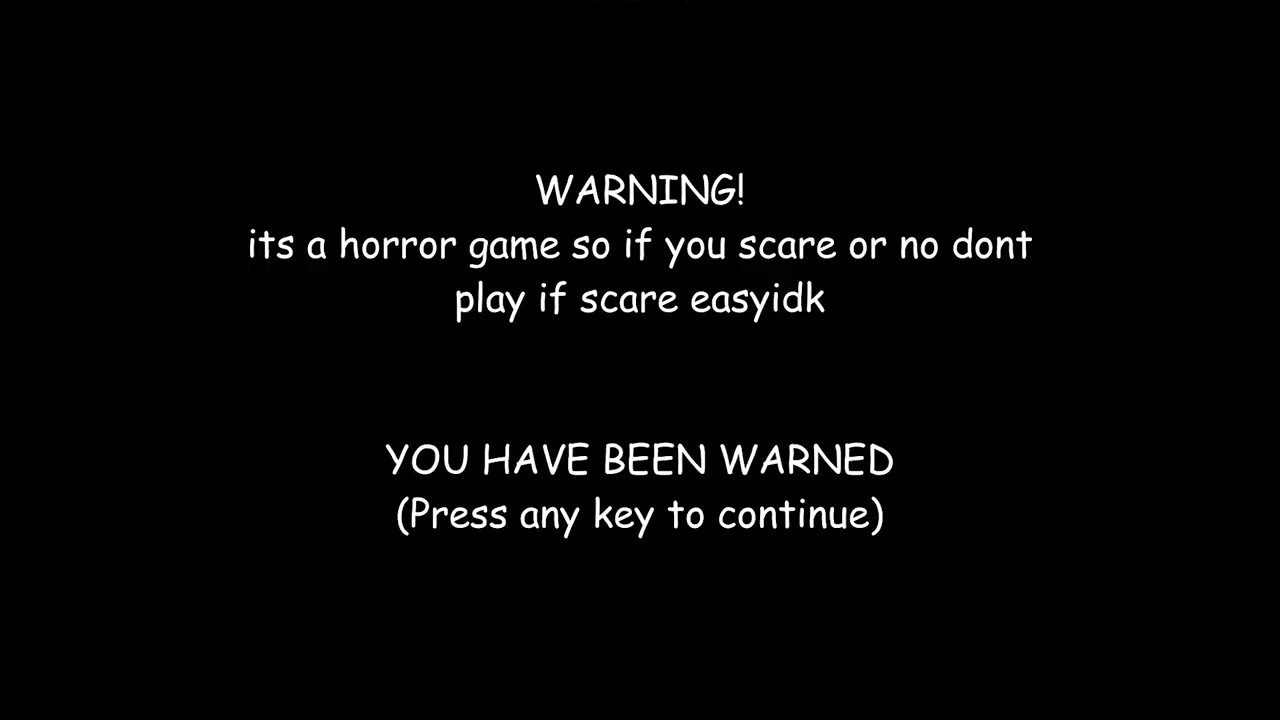 WARNING!
its a horror game so if you scare or no dont
play if scare easyidk
YOU HAVE BEEN WARNED
(Press any key to continue)